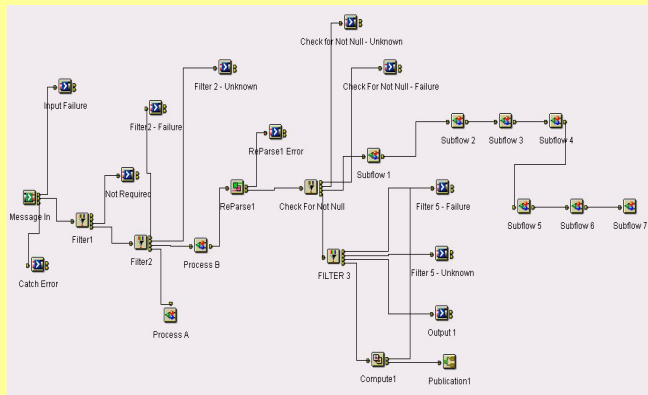 Check for Not Null - Unknown
Input Failure
Filter 2 - Unknown
Check For Not Null - Failure
Filter2 - Failure
ReParse1 Error
Subflow 2
Subflow 3
Subflow 4
Not Required
Subflow 1
Message In
ReParse1
Check For Not Null
Filter 5 - Failure
Subflow 5
Subflow 6
Subflow 7
Filter1
Filter2
Process B
FILTER 3
Filter 5 - Unknown
Catch Error
Process A
Output 1
Compute1
Publication1